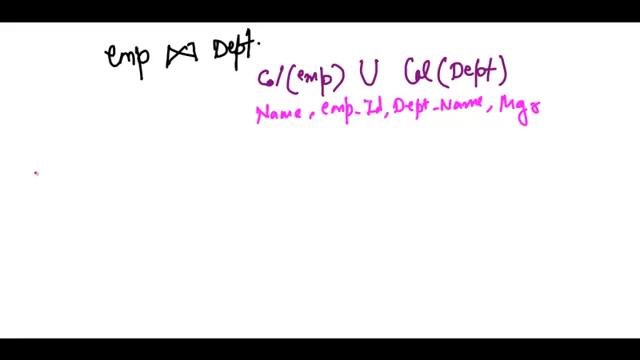 Emp ⋈ Dept.
Col(emp) ∪ Col(Dept)
Name, emp_Id, Dept_Name, Mgr